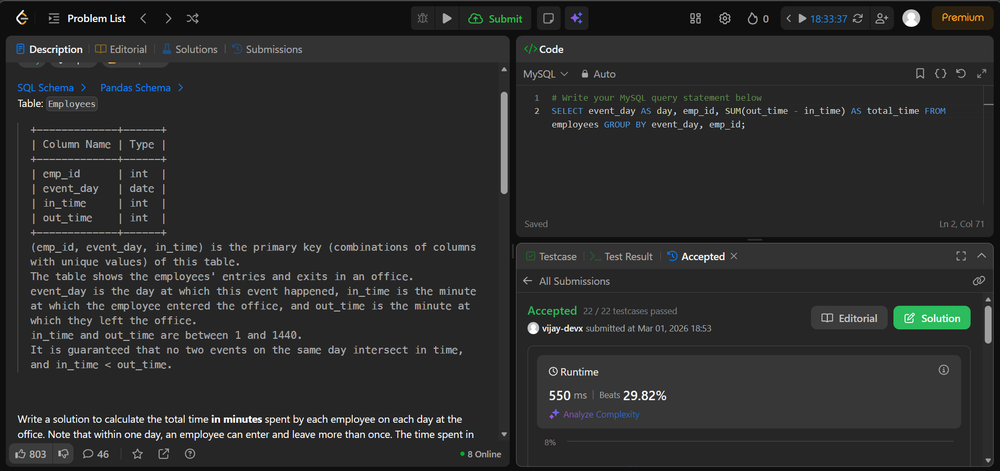 Problem List
Submit
0
18:33:37
Premium
Description
Editorial
Solutions
Submissions
SQL Schema
Pandas Schema
Table: Employees
+-------------+------+
| Column Name | Type |
+-------------+------+
| emp_id      | int  |
| event_day   | date |
| in_time     | int  |
| out_time    | int  |
+-------------+------+
(emp_id, event_day, in_time) is the primary key (combinations of columns
with unique values) of this table.
The table shows the employees' entries and exits in an office.
event_day is the day at which this event happened, in_time is the minute
at which the employee entered the office, and out_time is the minute at
which they left the office.
in_time and out_time are between 1 and 1440.
It is guaranteed that no two events on the same day intersect in time,
and in_time < out_time.
Write a solution to calculate the total time in minutes spent by each employee on each day at the
office. Note that within one day, an employee can enter and leave more than once. The time spent in
803
46
8 Online
</> Code
MySQL
Auto
1 # Write your MySQL query statement below
2 SELECT event_day AS day, emp_id, SUM(out_time - in_time) AS total_time FROM
employees GROUP BY event_day, emp_id;
Saved
Ln 2, Col 71
Testcase
Test Result
Accepted
All Submissions
Accepted 22 / 22 testcases passed
vijay-devx submitted at Mar 01, 2026 18:53
Editorial
Solution
Runtime
550 ms | Beats 29.82%
Analyze Complexity
8%